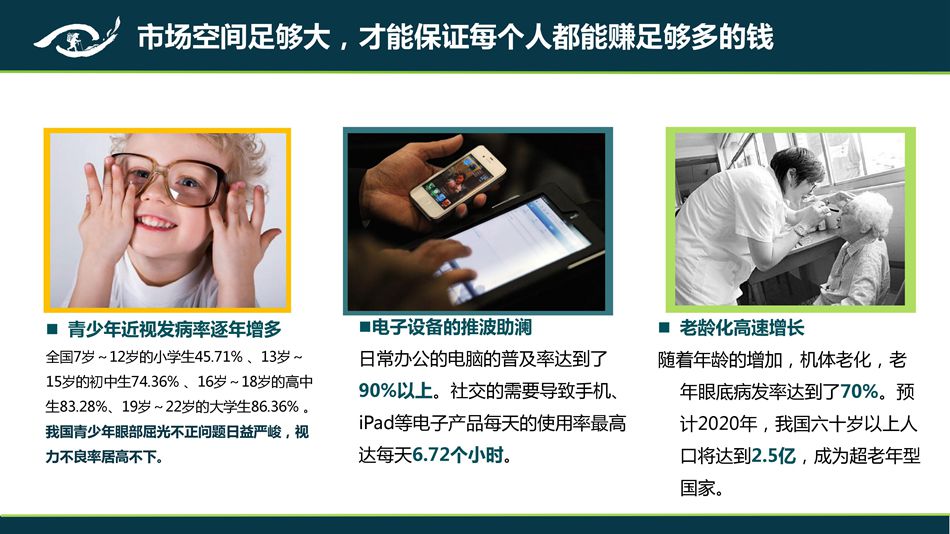 市场空间足够大，才能保证每个人都能赚足够多的钱
■ 青少年近视发病率逐年增多
全国7岁～12岁的小学生45.71% 、13岁～
15岁的初中生74.36% 、16岁～18岁的高中
生83.28%、19岁～22岁的大学生86.36% 。
我国青少年眼部屈光不正问题日益严峻，视
力不良率居高不下。
■电子设备的推波助澜
日常办公的电脑的普及率达到了
90%以上。社交的需要导致手机、
iPad等电子产品每天的使用率最高
达每天6.72个小时。
■ 老龄化高速增长
随着年龄的增加，机体老化，老
年眼底病发率达到了70%。预
计2020年，我国六十岁以上人
口将达到2.5亿，成为超老年型
国家。